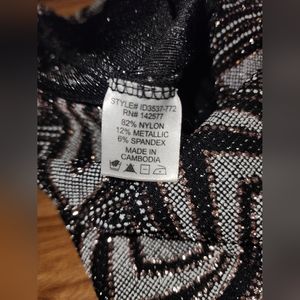 STYLE# ID3537-772
RN# 142577
82% NYLON
12% METALLIC
6% SPANDEX
MADE IN
CAMBODIA